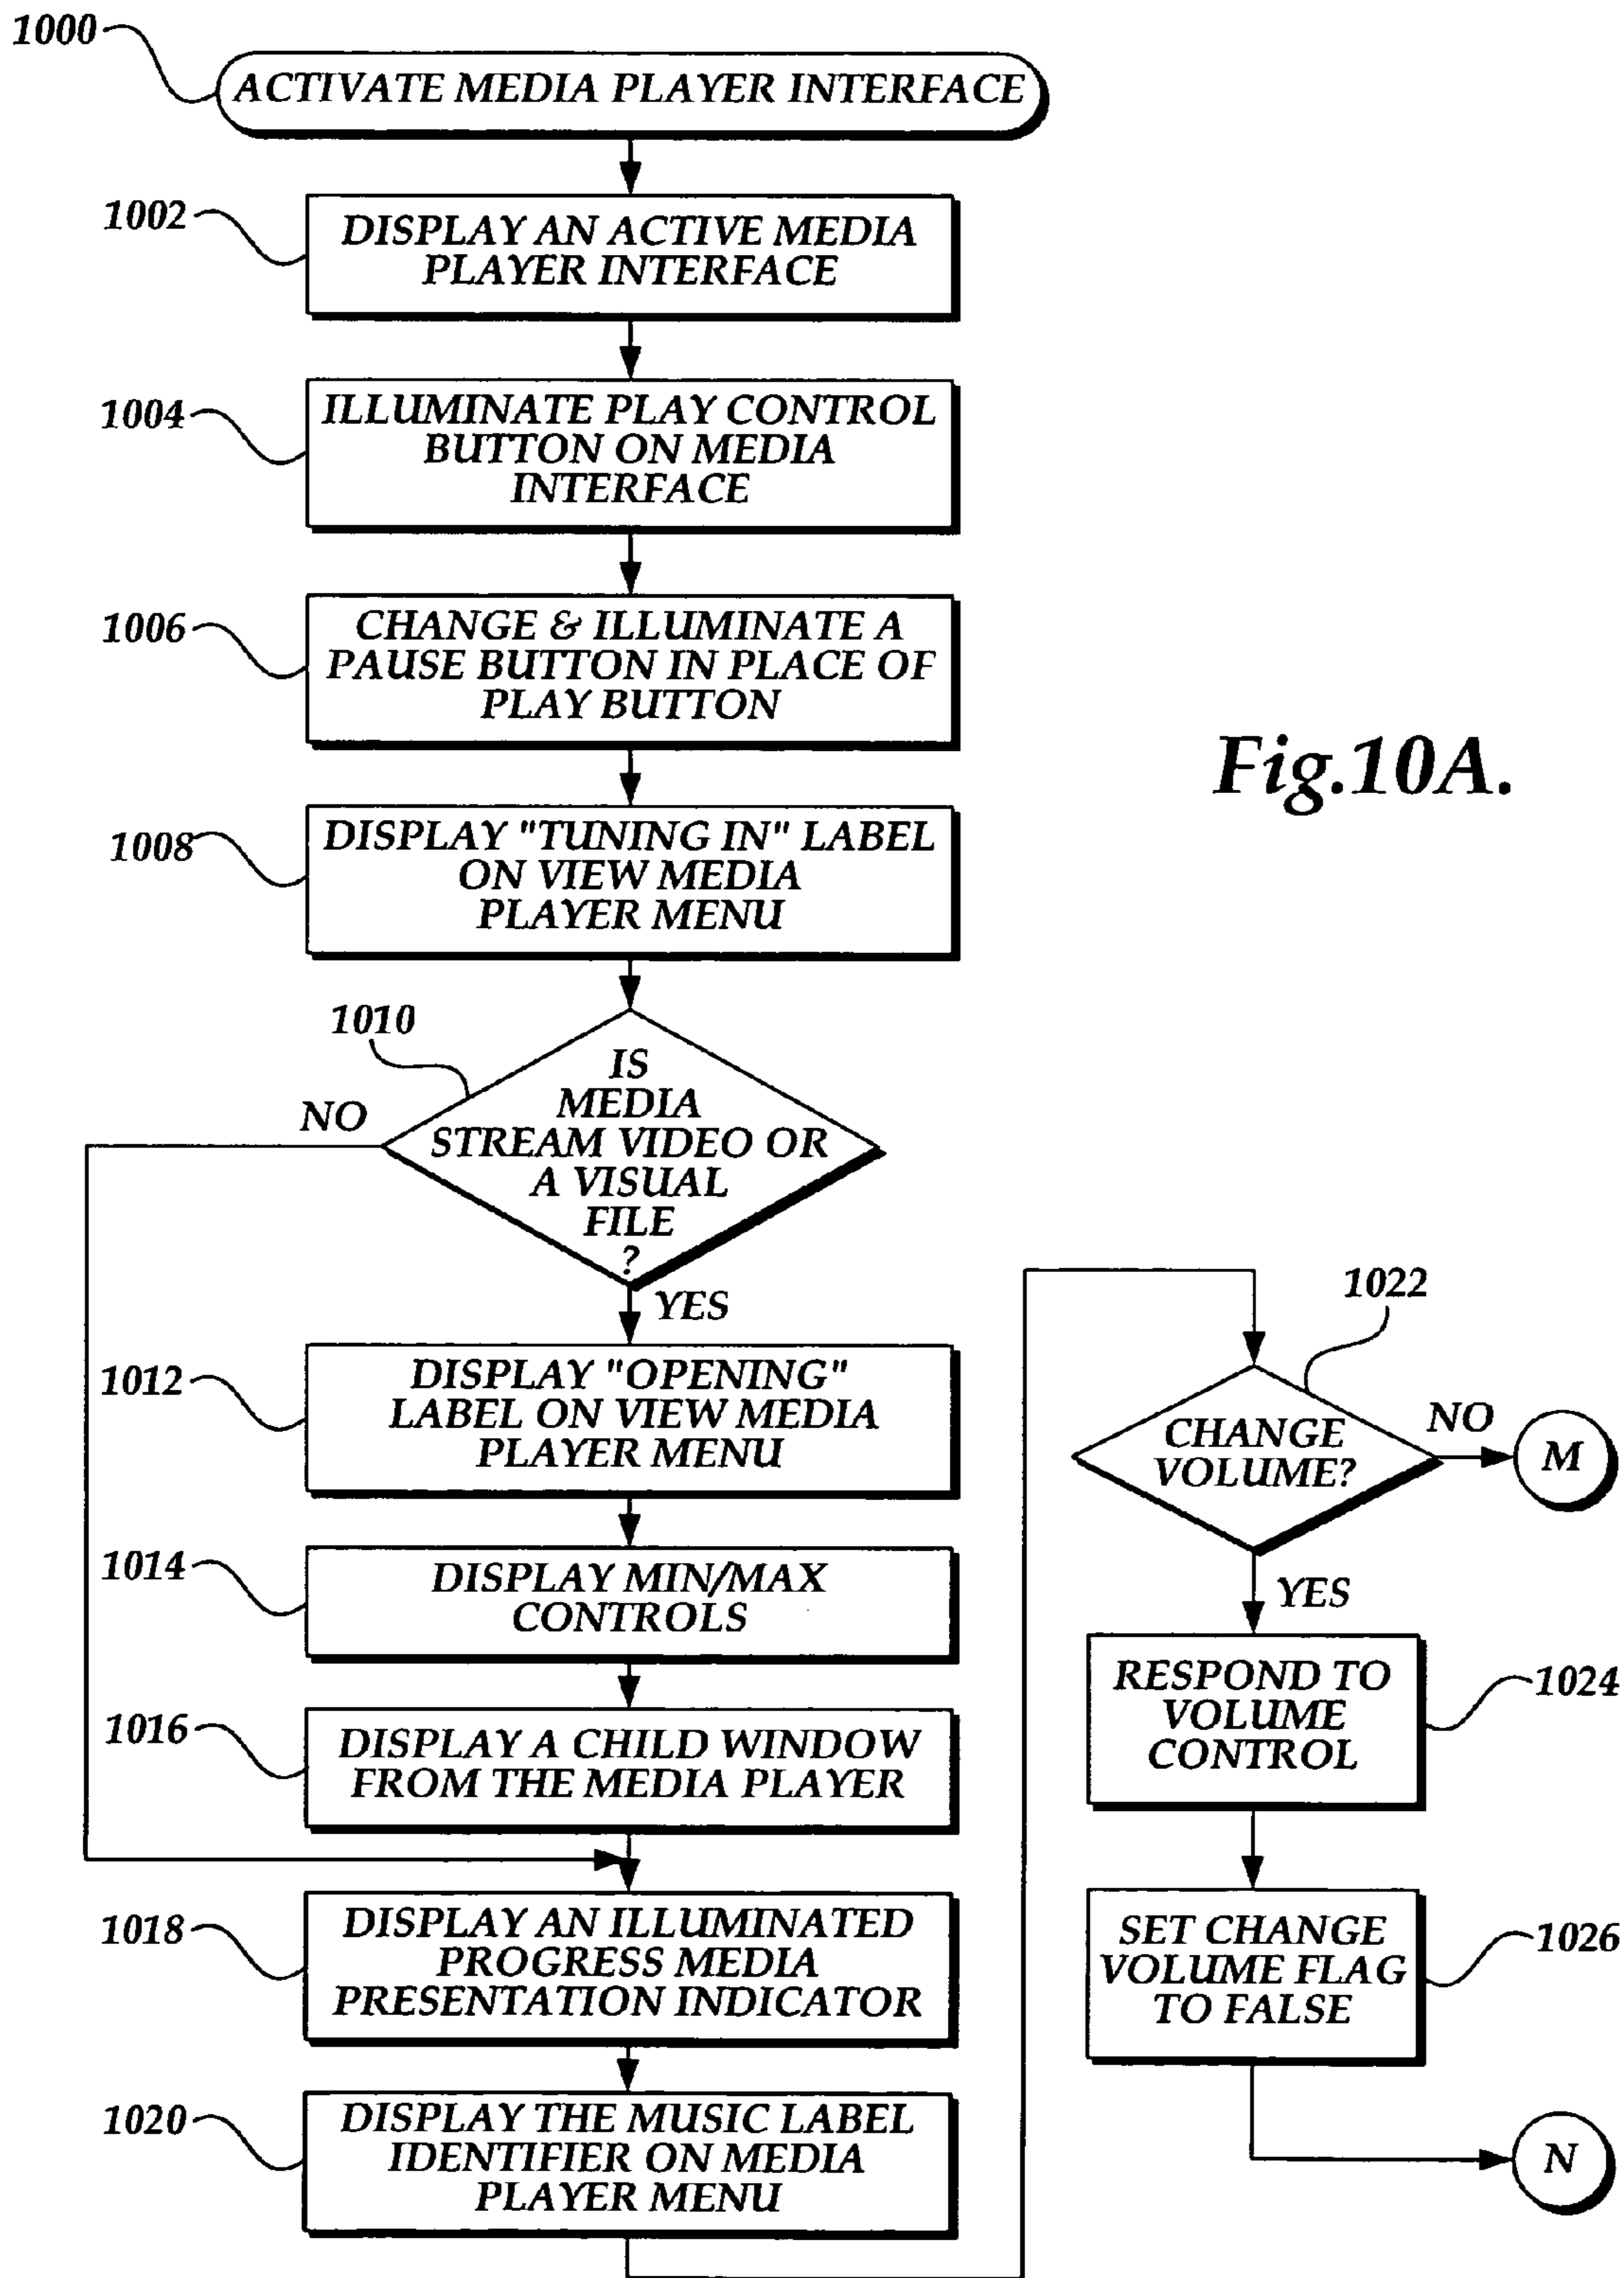 1000
ACTIVATE MEDIA PLAYER INTERFACE
1002
DISPLAY AN ACTIVE MEDIA
PLAYER INTERFACE
1004
ILLUMINATE PLAY CONTROL
BUTTON ON MEDIA
INTERFACE
1006
CHANGE & ILLUMINATE A
PAUSE BUTTON IN PLACE OF
PLAY BUTTON
Fig.10A.
1008
DISPLAY "TUNING IN" LABEL
ON VIEW MEDIA
PLAYER MENU
1010
IS
MEDIA
STREAM VIDEO OR
A VISUAL
FILE
?
NO
YES
1012
DISPLAY "OPENING"
LABEL ON VIEW MEDIA
PLAYER MENU
1014
DISPLAY MIN/MAX
CONTROLS
1016
DISPLAY A CHILD WINDOW
FROM THE MEDIA PLAYER
1018
DISPLAY AN ILLUMINATED
PROGRESS MEDIA
PRESENTATION INDICATOR
1020
DISPLAY THE MUSIC LABEL
IDENTIFIER ON MEDIA
PLAYER MENU
1022
CHANGE
VOLUME?
NO
M
YES
RESPOND TO
VOLUME
CONTROL
1024
SET CHANGE
VOLUME FLAG
TO FALSE
1026
N